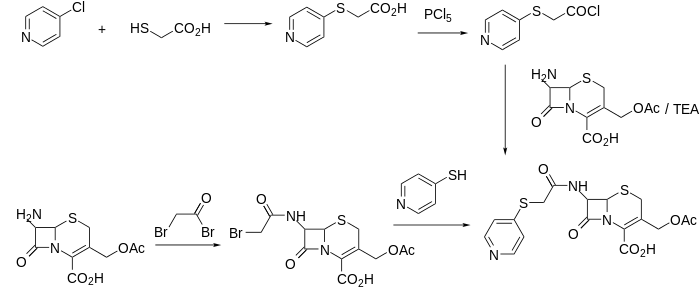 Cl
N
+
HS CO₂H
S CO₂H
N
PCl₅
S COCl
N
H₂N S
O N OAc / TEA
CO₂H
H₂N S
O N OAc
CO₂H
O
Br Br
O NH S
Br
O N OAc
CO₂H
SH
N
O NH S
S
O N OAc
N CO₂H